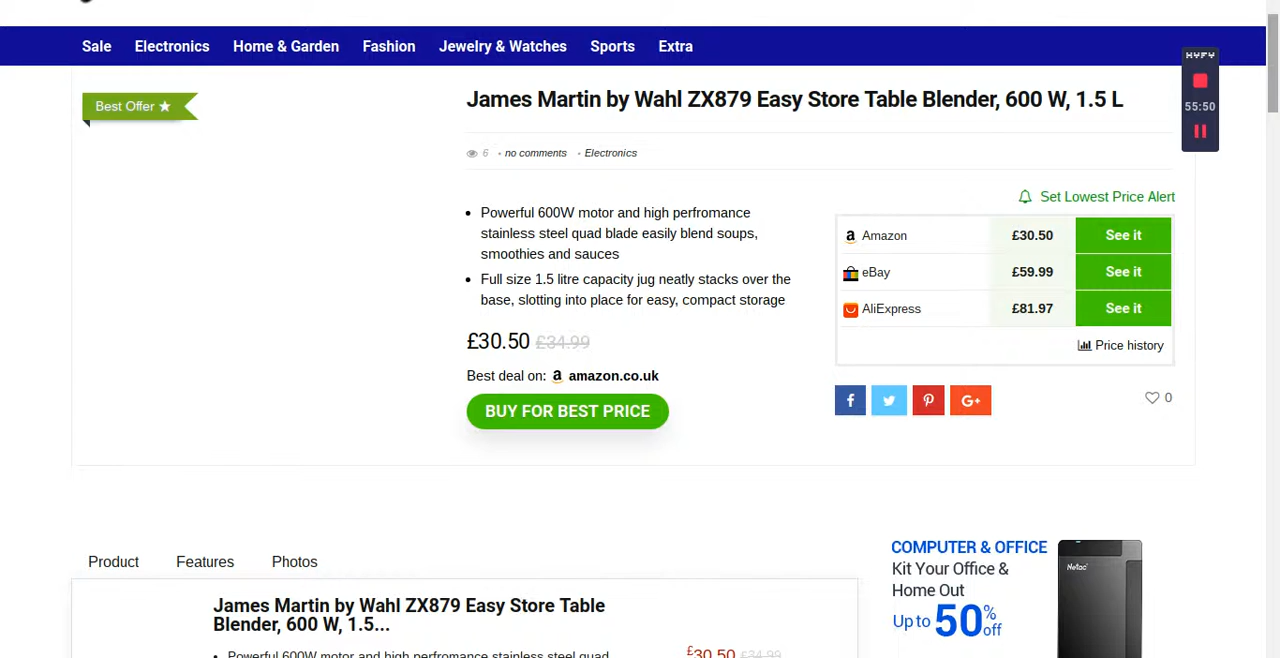 Sale Electronics Home & Garden Fashion Jewelry & Watches Sports Extra
HYFY
55:50
Best Offer ★
James Martin by Wahl ZX879 Easy Store Table Blender, 600 W, 1.5 L
6 • no comments • Electronics
• Powerful 600W motor and high perfromance
stainless steel quad blade easily blend soups,
smoothies and sauces
• Full size 1.5 litre capacity jug neatly stacks over the
base, slotting into place for easy, compact storage
£30.50 £34.99
Best deal on: a amazon.co.uk
BUY FOR BEST PRICE
Set Lowest Price Alert
a Amazon £30.50 See it
eBay £59.99 See it
AliExpress £81.97 See it
Price history
f G+ 0
Product Features Photos
James Martin by Wahl ZX879 Easy Store Table
Blender, 600 W, 1.5...
• Powerful 600W motor and high perfromance stainless steel quad
£30.50 £34.99
COMPUTER & OFFICE
Kit Your Office &
Home Out
Up to 50% off
Netac